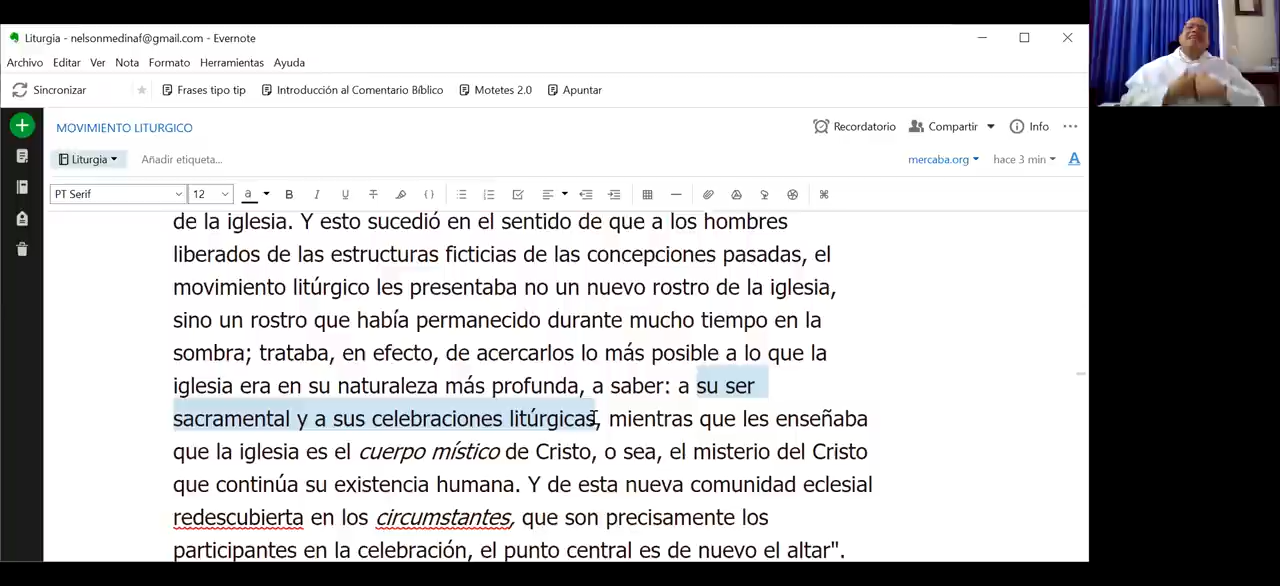 Liturgia - nelsonmedinaf@gmail.com - Evernote
Archivo Editar Ver Nota Formato Herramientas Ayuda
Sincronizar Frases tipo tip Introducción al Comentario Bíblico Motetes 2.0 Apuntar
MOVIMIENTO LITURGICO Recordatorio Compartir Info
Liturgia Añadir etiqueta... mercaba.org hace 3 min A
PT Serif 12 a B I U T { }
de la iglesia. Y esto sucedió en el sentido de que a los hombres
liberados de las estructuras ficticias de las concepciones pasadas, el
movimiento litúrgico les presentaba no un nuevo rostro de la iglesia,
sino un rostro que había permanecido durante mucho tiempo en la
sombra; trataba, en efecto, de acercarlos lo más posible a lo que la
iglesia era en su naturaleza más profunda, a saber: a su ser
sacramental y a sus celebraciones litúrgicas, mientras que les enseñaba
que la iglesia es el cuerpo místico de Cristo, o sea, el misterio del Cristo
que continúa su existencia humana. Y de esta nueva comunidad eclesial
redescubierta en los circumstantes, que son precisamente los
participantes en la celebración, el punto central es de nuevo el altar".